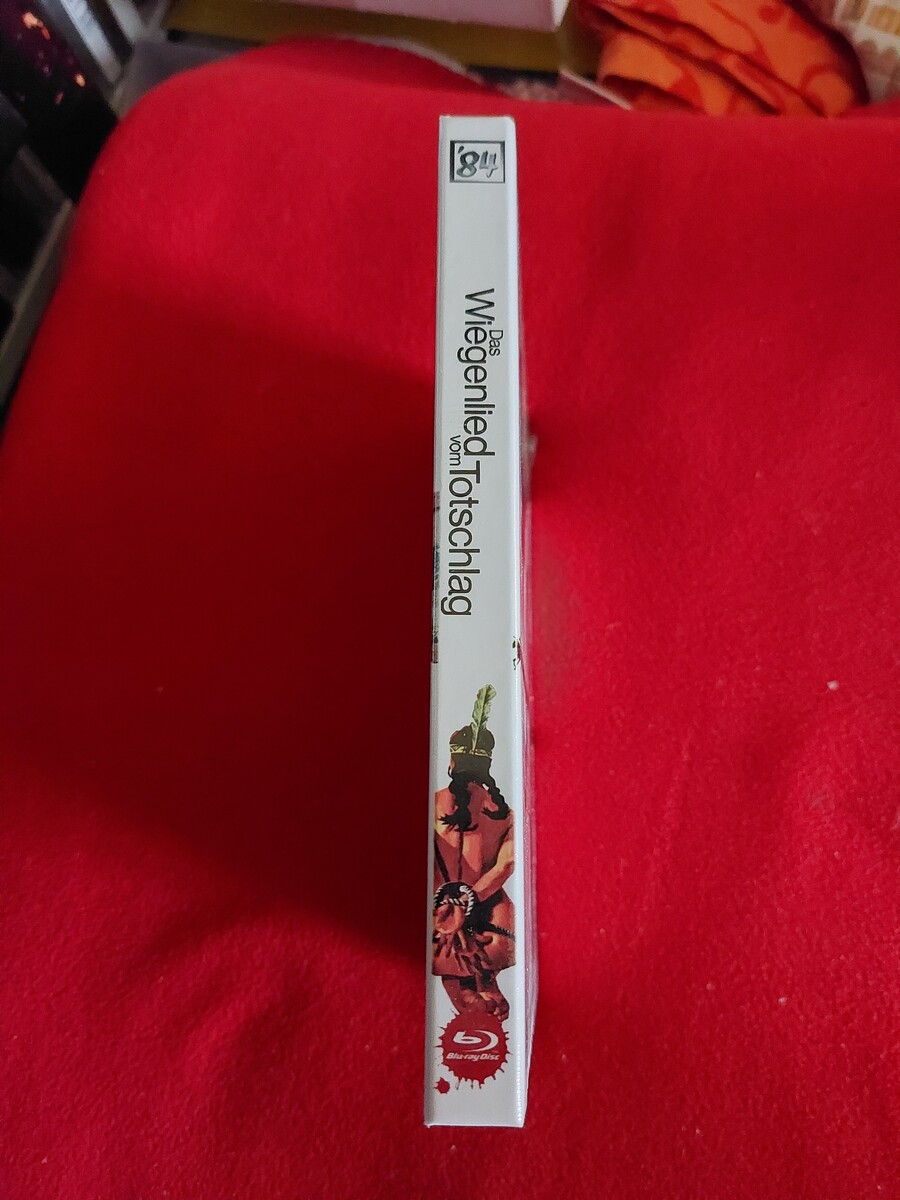 '84
Das
Wiegenlied
vom
Totschlag
Blu-ray Disc